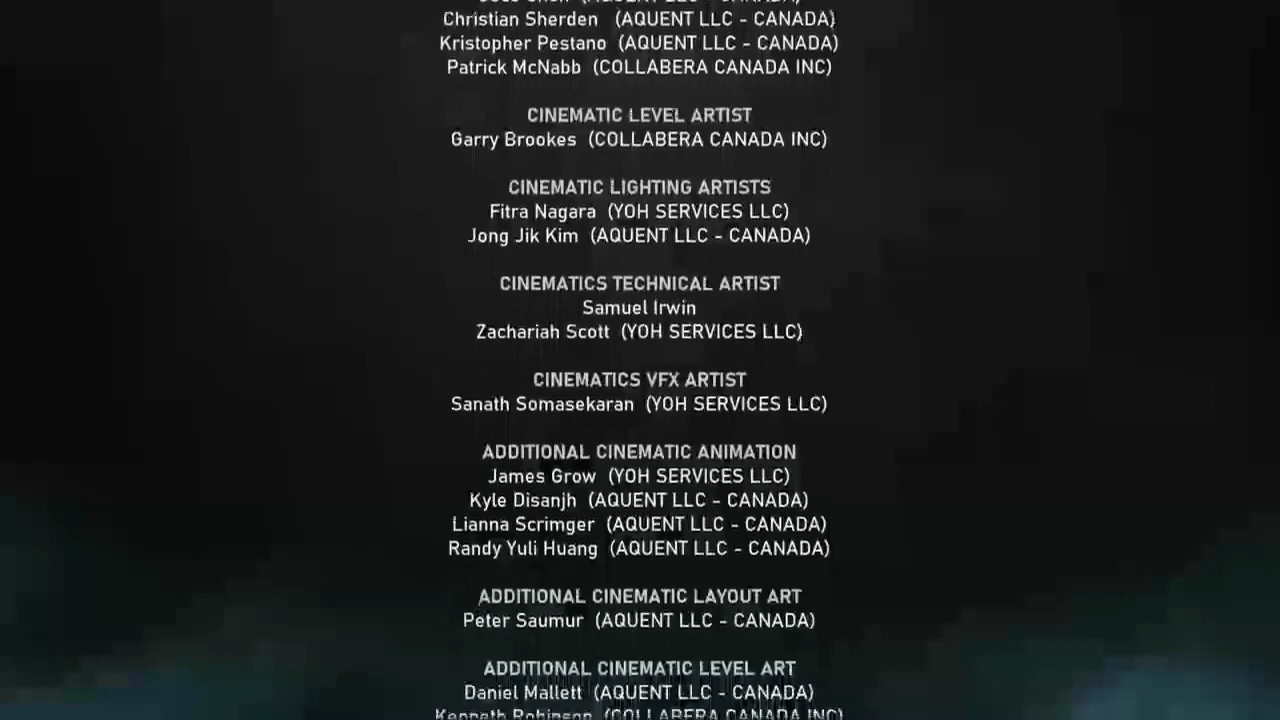 Christian Sherden (AQUENT LLC - CANADA)
Kristopher Pestano (AQUENT LLC - CANADA)
Patrick McNabb (COLLABERA CANADA INC)
CINEMATIC LEVEL ARTIST
Garry Brookes (COLLABERA CANADA INC)
CINEMATIC LIGHTING ARTISTS
Fitra Nagara (YOH SERVICES LLC)
Jong Jik Kim (AQUENT LLC - CANADA)
CINEMATICS TECHNICAL ARTIST
Samuel Irwin
Zachariah Scott (YOH SERVICES LLC)
CINEMATICS VFX ARTIST
Sanath Somasekaran (YOH SERVICES LLC)
ADDITIONAL CINEMATIC ANIMATION
James Grow (YOH SERVICES LLC)
Kyle Disanjh (AQUENT LLC - CANADA)
Lianna Scrimger (AQUENT LLC - CANADA)
Randy Yuli Huang (AQUENT LLC - CANADA)
ADDITIONAL CINEMATIC LAYOUT ART
Peter Saumur (AQUENT LLC - CANADA)
ADDITIONAL CINEMATIC LEVEL ART
Daniel Mallett (AQUENT LLC - CANADA)
Kenneth Robinson (COLLABERA CANADA INC)